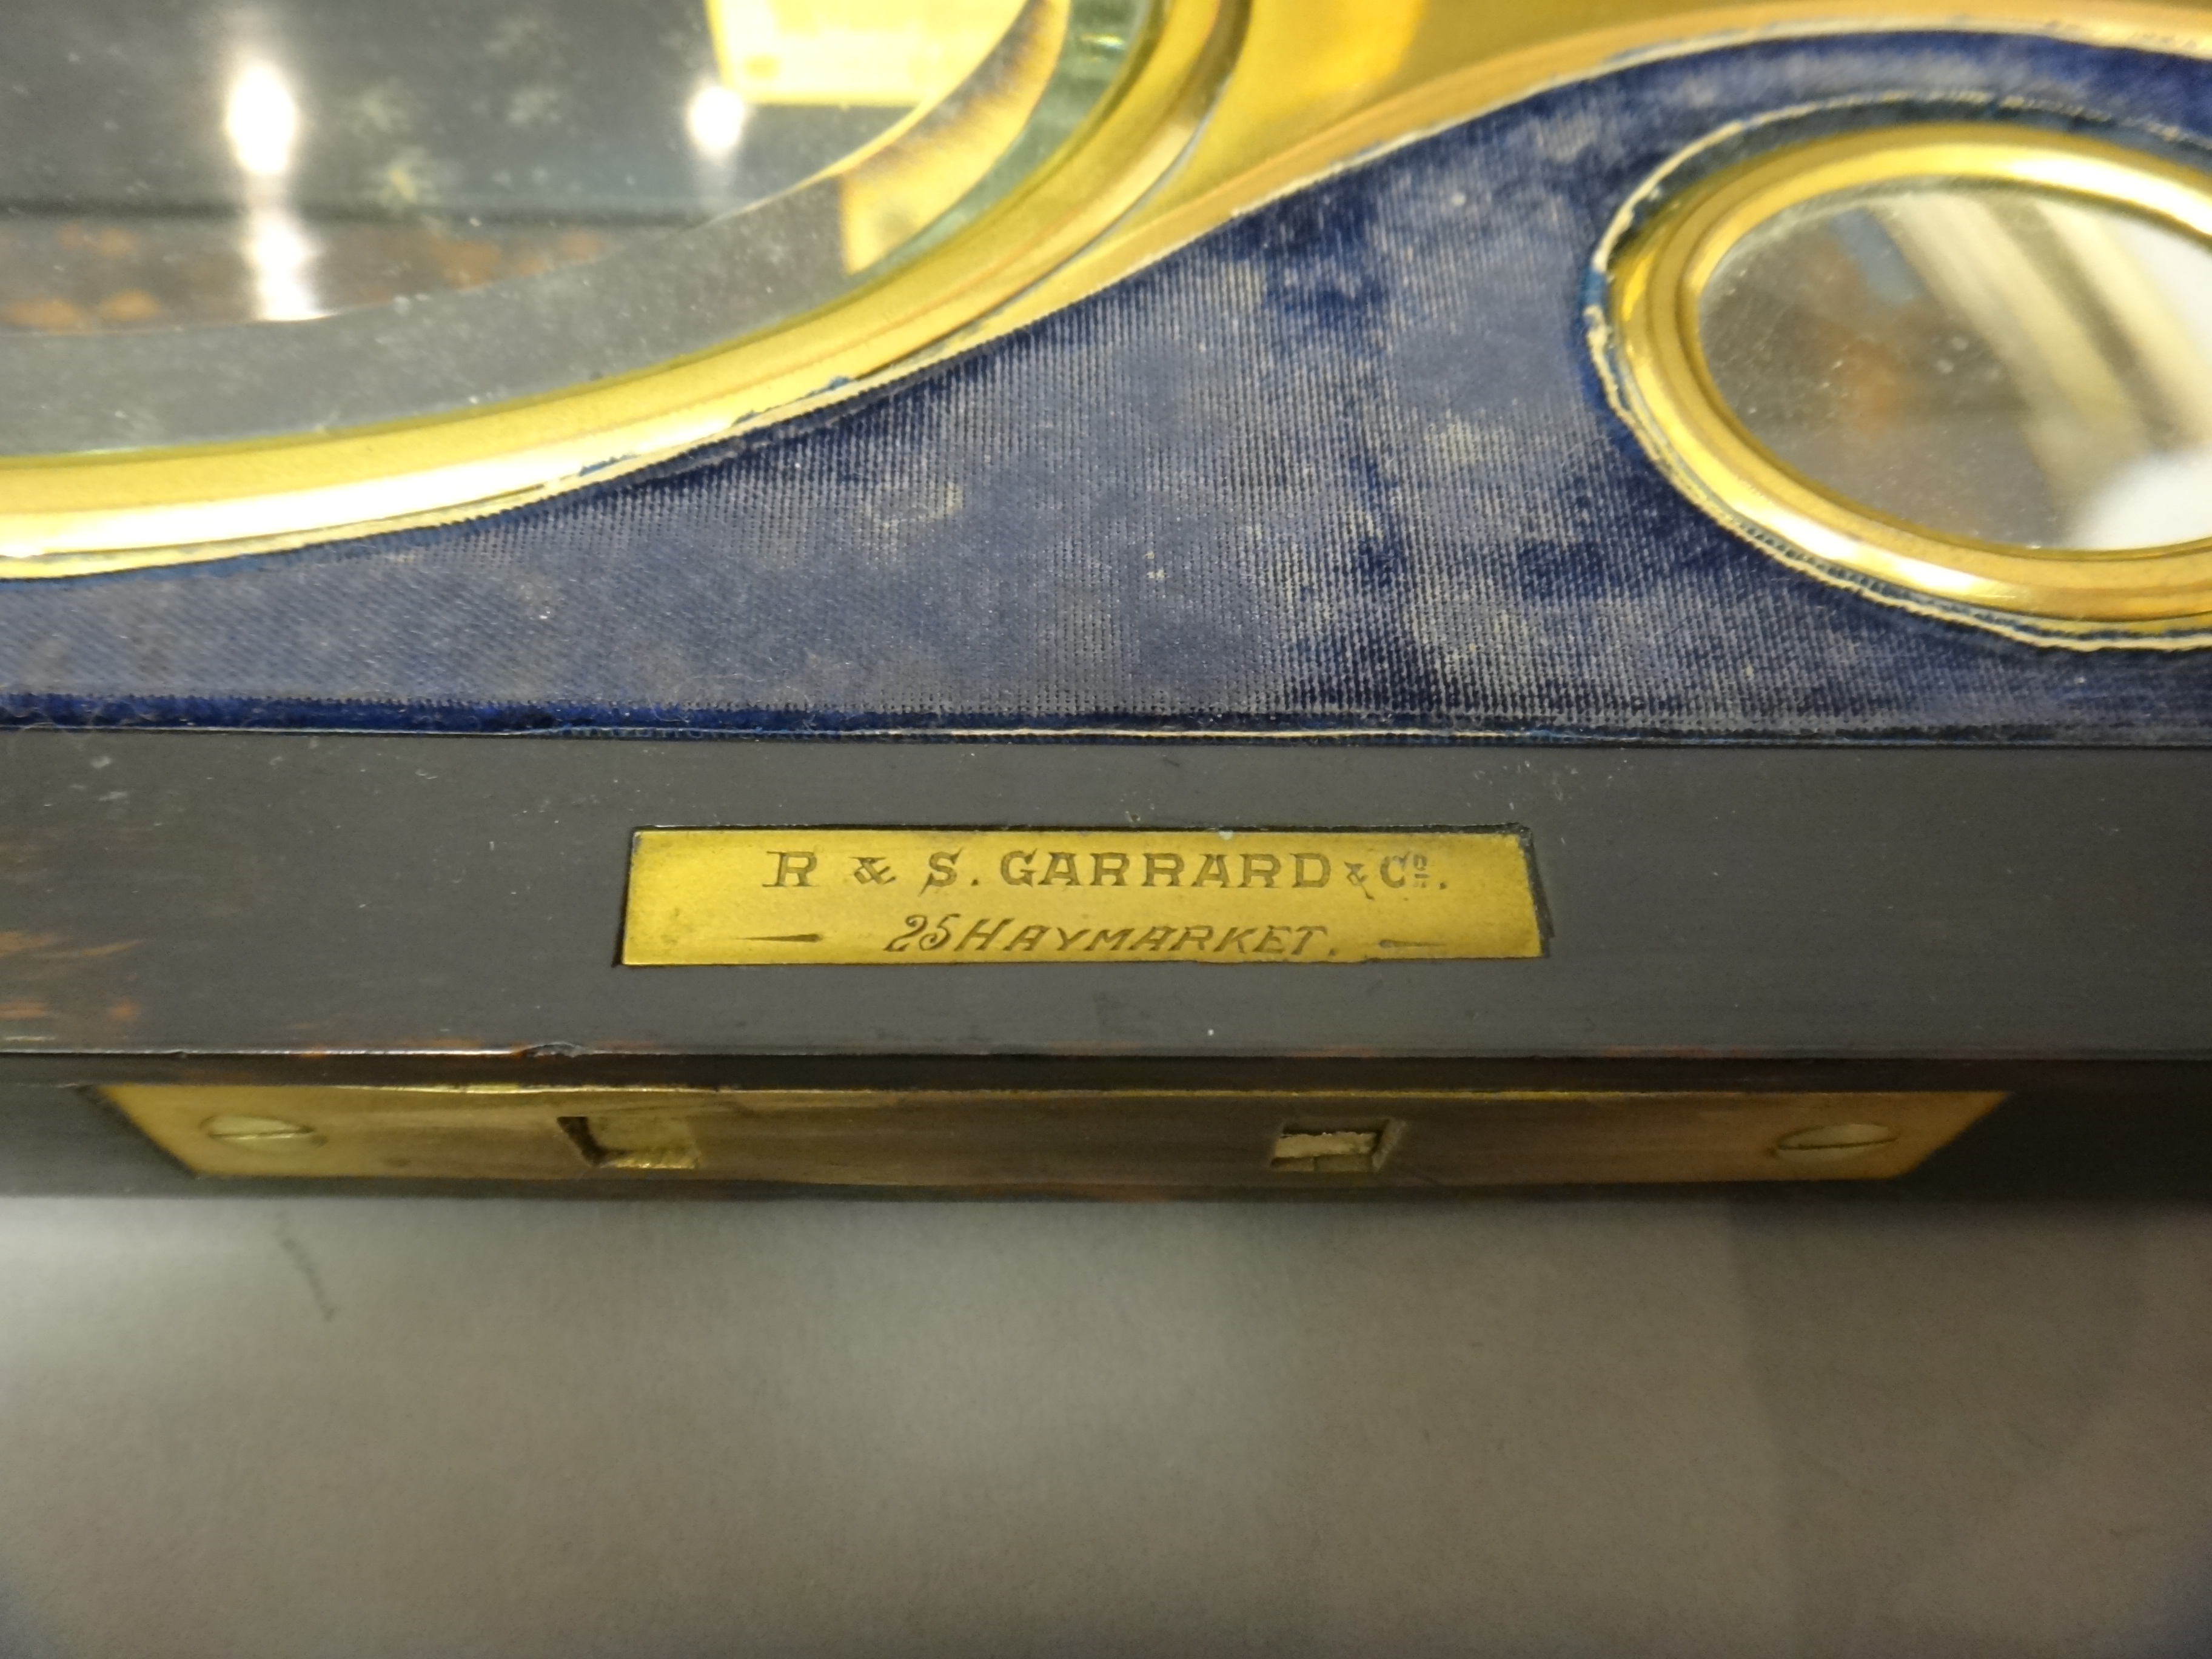 R & S. GARRARD & Co.
25 HAYMARKET.